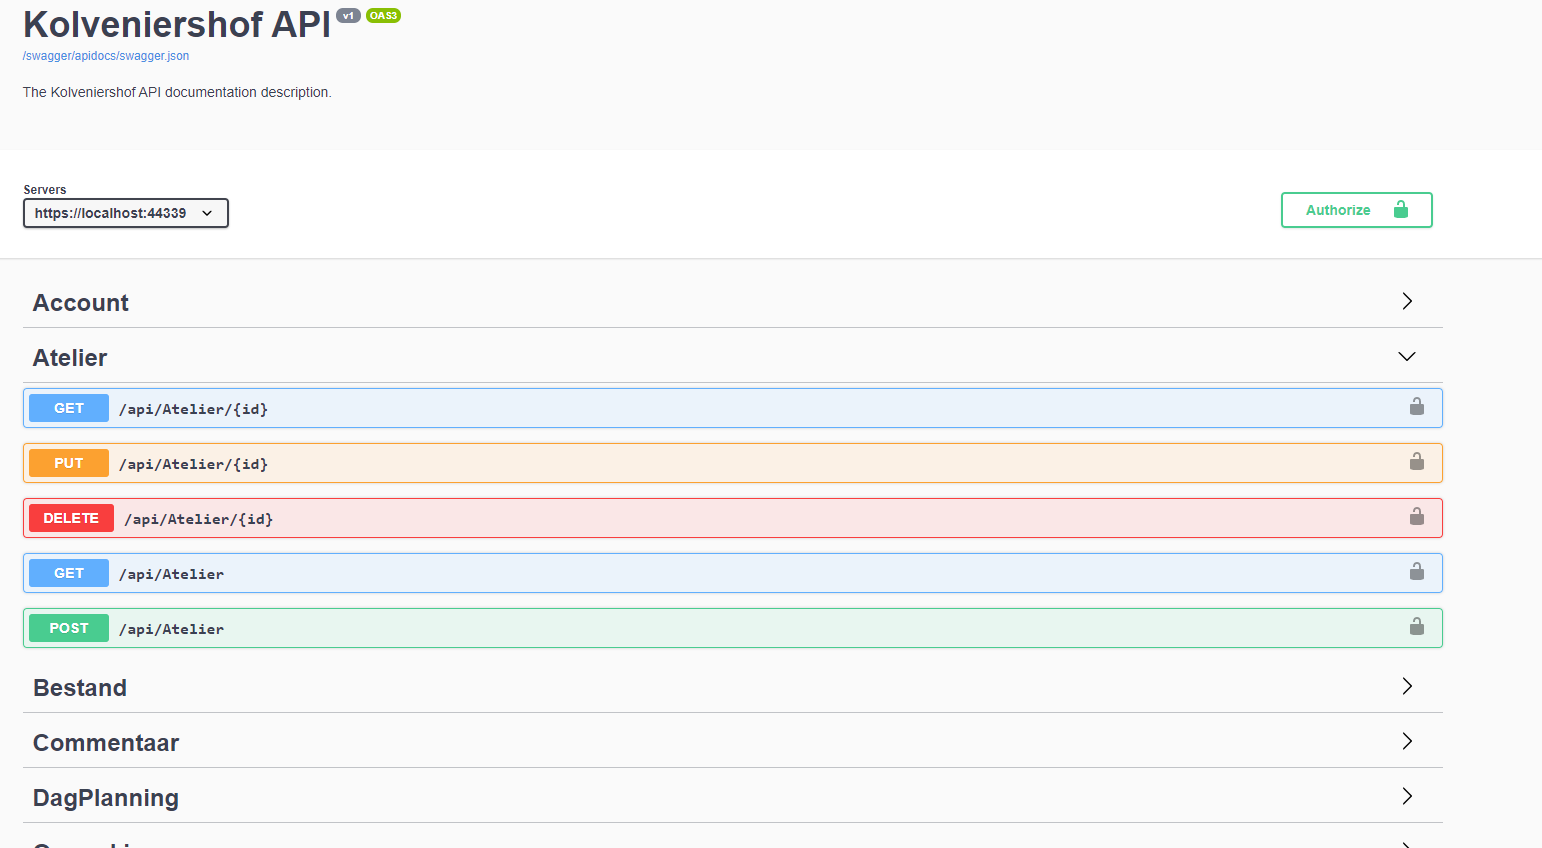 Kolveniershof API v1 OAS3
/swagger/apidocs/swagger.json
The Kolveniershof API documentation description.
Servers
https://localhost:44339
Authorize
Account
Atelier
GET /api/Atelier/{id}
PUT /api/Atelier/{id}
DELETE /api/Atelier/{id}
GET /api/Atelier
POST /api/Atelier
Bestand
Commentaar
DagPlanning